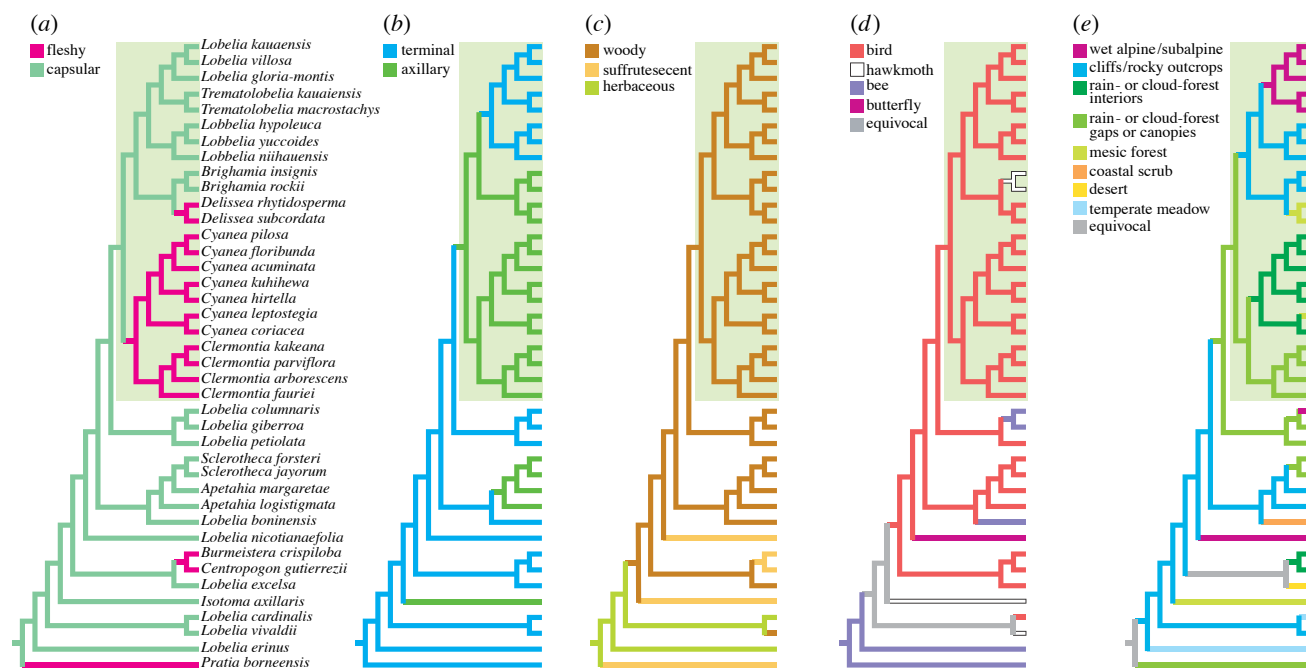 (a)
fleshy
capsular
Lobelia kauaensis
Lobelia villosa
Lobelia gloria-montis
Trematolobelia kauaiensis
Trematolobelia macrostachys
Lobbelia hypoleuca
Lobbelia yuccoides
Lobbelia niihauensis
Brighamia insignis
Brighamia rockii
Delissea rhytidosperma
Delissea subcordata
Cyanea pilosa
Cyanea floribunda
Cyanea acuminata
Cyanea kuhihewa
Cyanea hirtella
Cyanea leptostegia
Cyanea coriacea
Clermontia kakeana
Clermontia parviflora
Clermontia arborescens
Clermontia fauriei
Lobelia columnaris
Lobelia giberroa
Lobelia petiolata
Sclerotheca forsteri
Sclerotheca jayorum
Apetahia margaretae
Apetahia logistigmata
Lobelia boninensis
Lobelia nicotianaefolia
Burmeistera crispiloba
Centropogon gutierrezii
Lobelia excelsa
Isotoma axillaris
Lobelia cardinalis
Lobelia vivaldii
Lobelia erinus
Pratia borneensis
(b)
terminal
axillary
(c)
woody
suffrutesecent
herbaceous
(d)
bird
hawkmoth
bee
butterfly
equivocal
(e)
wet alpine/subalpine
cliffs/rocky outcrops
rain- or cloud-forest
interiors
rain- or cloud-forest
gaps or canopies
mesic forest
coastal scrub
desert
temperate meadow
equivocal